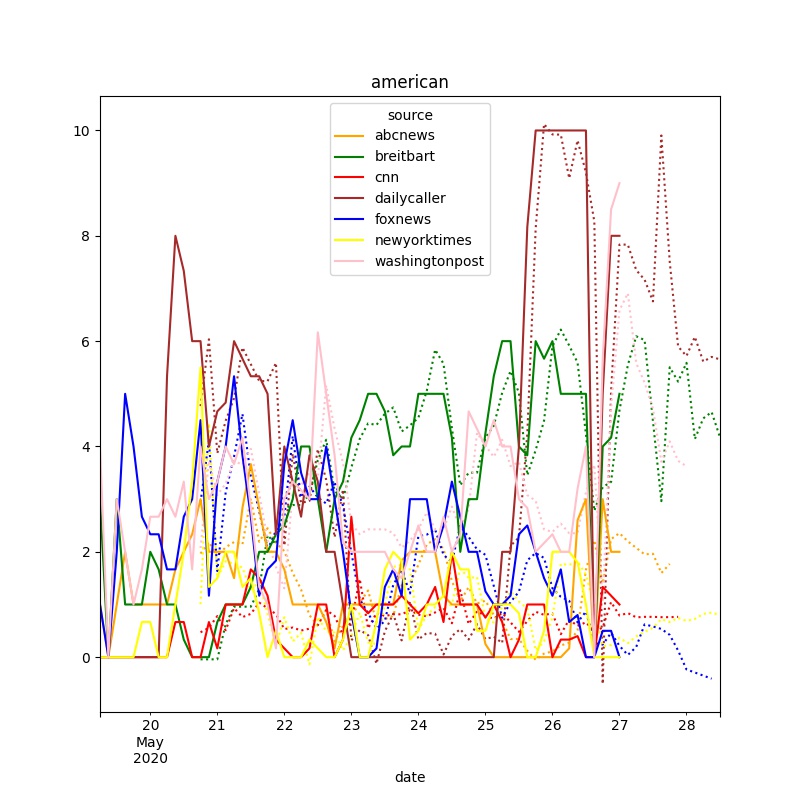 american
source
abcnews
breitbart
cnn
dailycaller
foxnews
newyorktimes
washingtonpost
10
8
6
4
2
0
20 21 22 23 24 25 26 27 28
May
2020
date